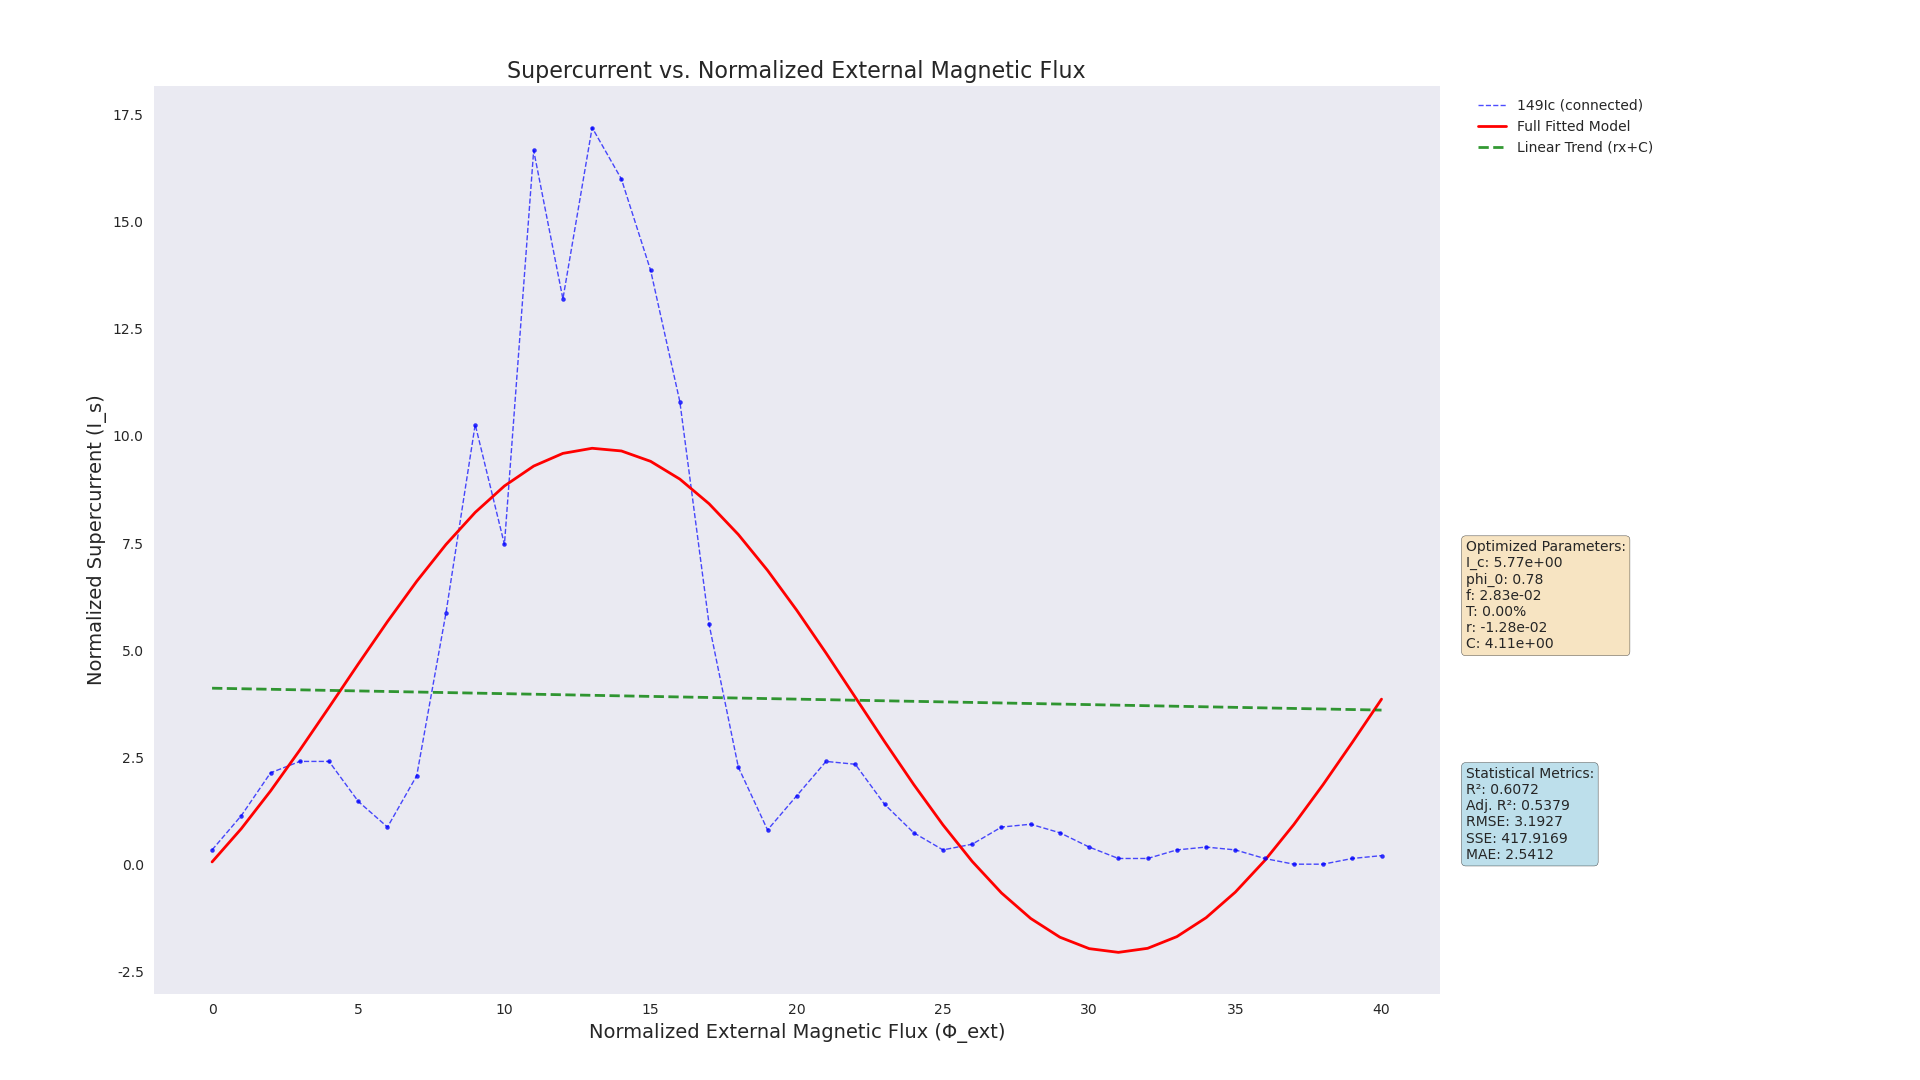 Supercurrent vs. Normalized External Magnetic Flux
17.5
15.0
12.5
10.0
7.5
5.0
2.5
0.0
-2.5
Normalized Supercurrent (I_s)
0 5 10 15 20 25 30 35 40
Normalized External Magnetic Flux (Φ_ext)
149Ic (connected)
Full Fitted Model
Linear Trend (rx+C)
Optimized Parameters:
I_c: 5.77e+00
phi_0: 0.78
f: 2.83e-02
T: 0.00%
r: -1.28e-02
C: 4.11e+00
Statistical Metrics:
R²: 0.6072
Adj. R²: 0.5379
RMSE: 3.1927
SSE: 417.9169
MAE: 2.5412